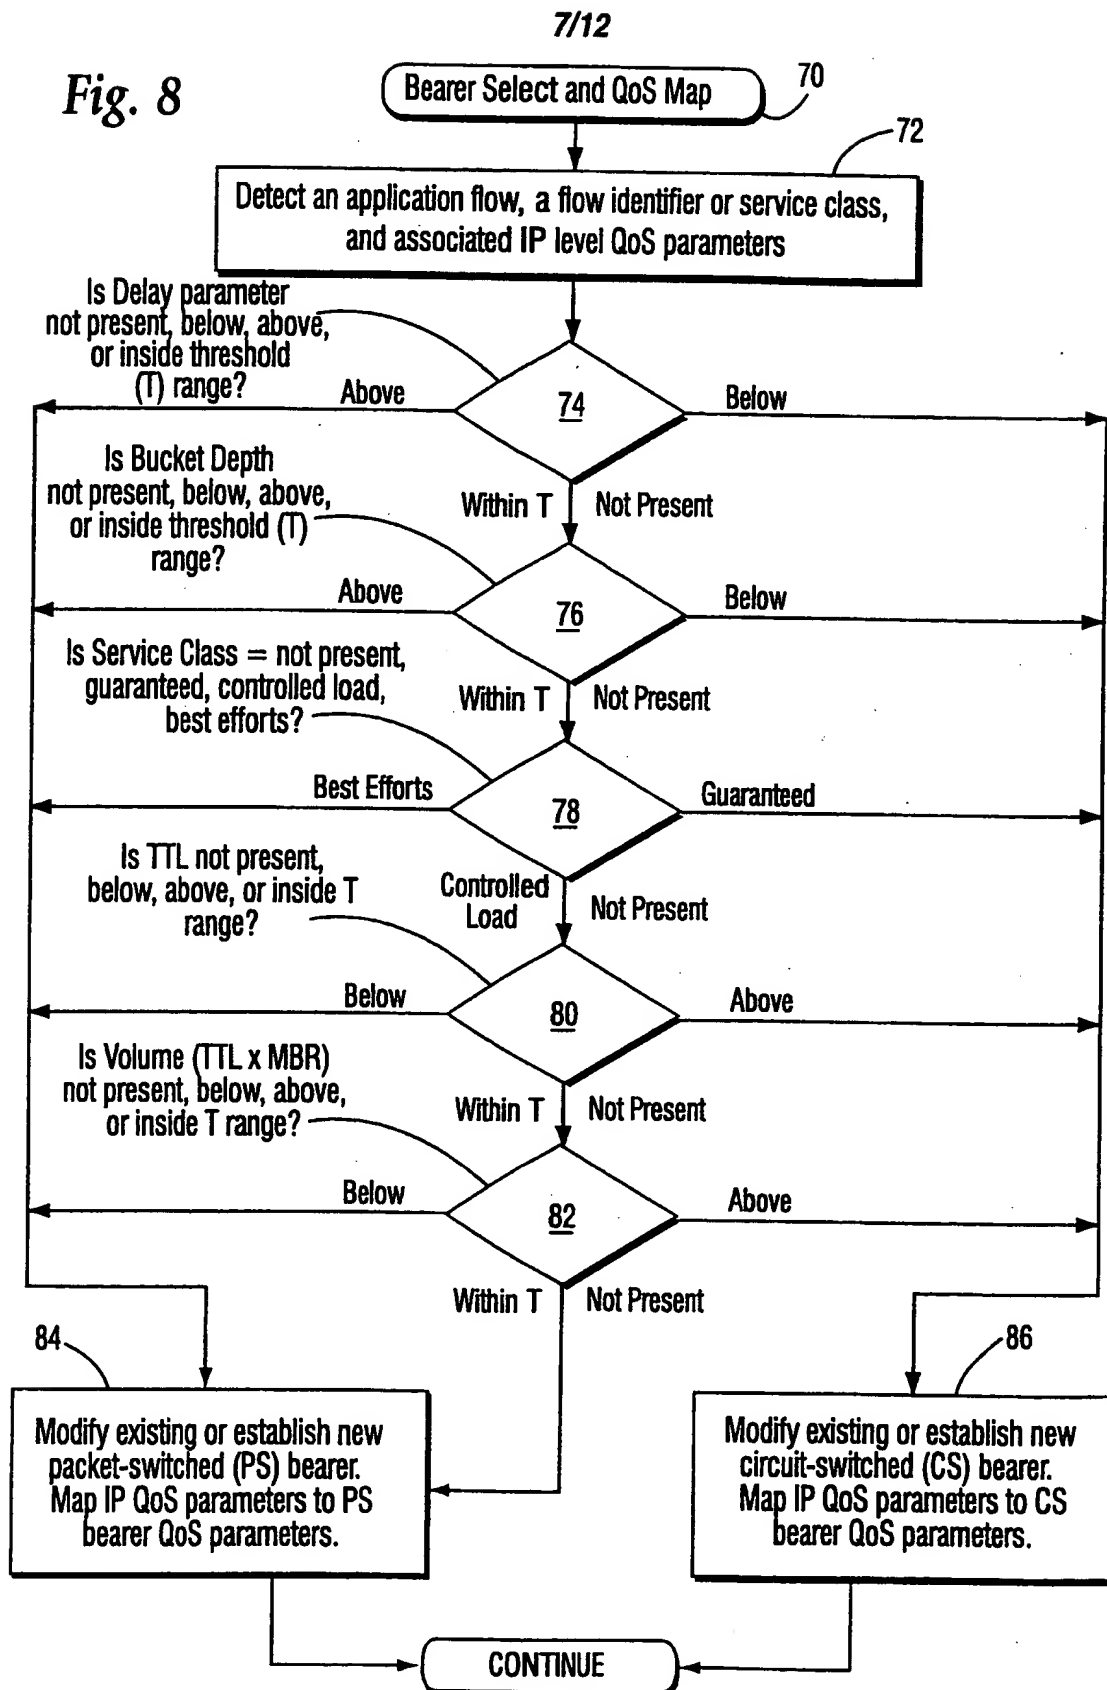 7/12
Fig. 8
Bearer Select and QoS Map
70
72
Detect an application flow, a flow identifier or service class,
and associated IP level QoS parameters
Is Delay parameter
not present, below, above,
or inside threshold
(T) range?
Above
74
Below
Within T
Not Present
Is Bucket Depth
not present, below, above,
or inside threshold (T)
range?
Above
76
Below
Within T
Not Present
Is Service Class = not present,
guaranteed, controlled load,
best efforts?
Best Efforts
78
Guaranteed
Controlled
Load
Not Present
Is TTL not present,
below, above, or inside T
range?
Below
80
Above
Within T
Not Present
Is Volume (TTL x MBR)
not present, below, above,
or inside T range?
Below
82
Above
Within T
Not Present
84
Modify existing or establish new
packet-switched (PS) bearer.
Map IP QoS parameters to PS
bearer QoS parameters.
86
Modify existing or establish new
circuit-switched (CS) bearer.
Map IP QoS parameters to CS
bearer QoS parameters.
CONTINUE